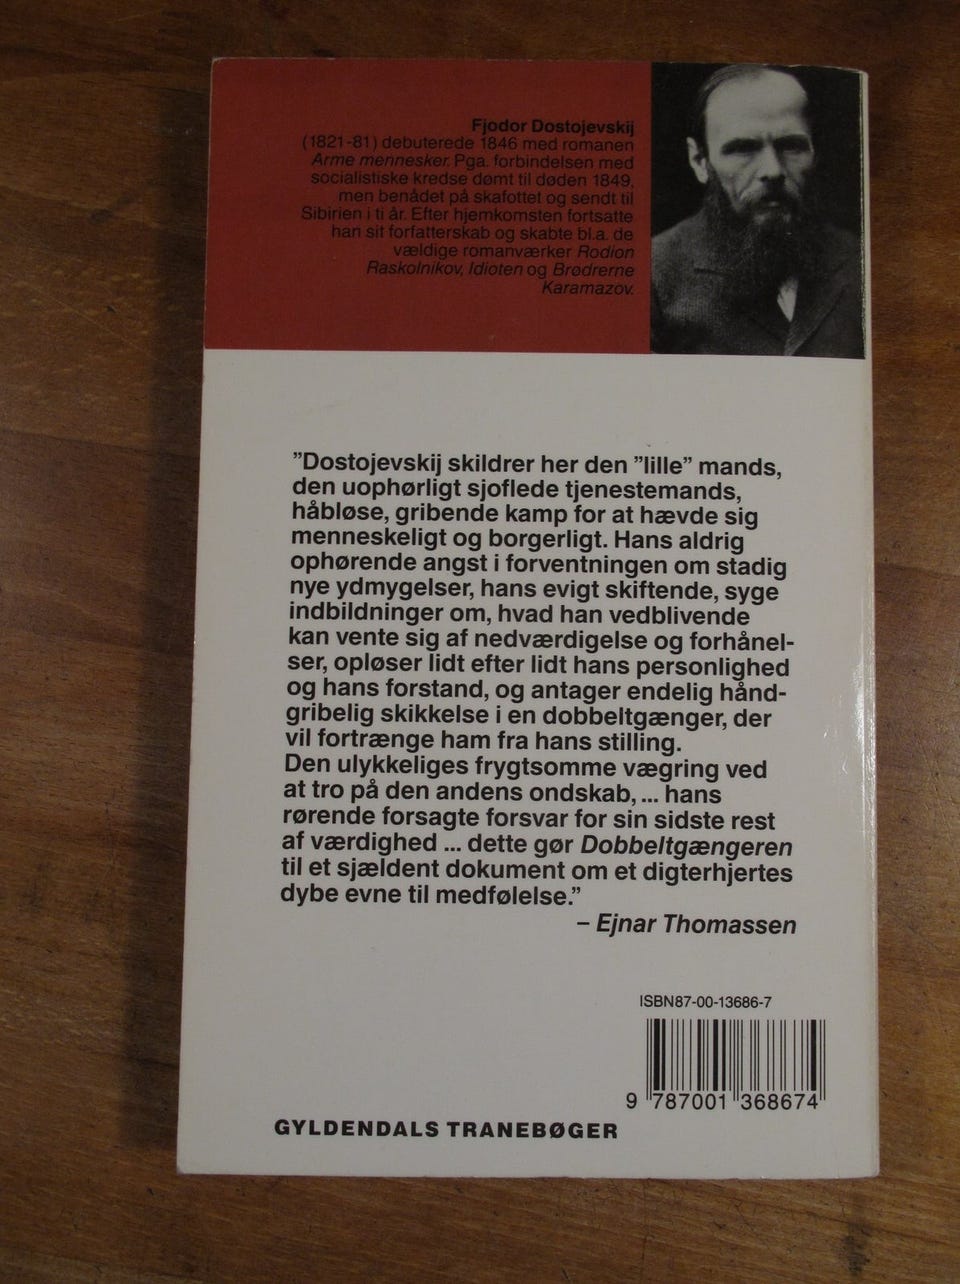 Fjodor Dostojevskij
(1821-81) debuterede 1846 med romanen
Arme mennesker. Pga. forbindelsen med
socialistiske kredse dømt til døden 1849,
men benådet på skafottet og sendt til
Sibirien i ti år. Efter hjemkomsten fortsatte
han sit forfatterskab og skabte bl.a. de
vældige romanværker Rodion
Raskolnikov, Idioten og Brødrerne
Karamazov.
”Dostojevskij skildrer her den ”lille” mands,
den uophørligt sjoflede tjenestemands,
håbløse, gribende kamp for at hævde sig
menneskeligt og borgerligt. Hans aldrig
ophørende angst i forventningen om stadig
nye ydmygelser, hans evigt skiftende, syge
indbildninger om, hvad han vedblivende
kan vente sig af nedværdigelse og forhånel-
ser, opløser lidt efter lidt hans personlighed
og hans forstand, og antager endelig hånd-
gribelig skikkelse i en dobbeltgænger, der
vil fortrænge ham fra hans stilling.
Den ulykkeliges frygtsomme vægring ved
at tro på den andens ondskab, ... hans
rørende forsagte forsvar for sin sidste rest
af værdighed ... dette gør Dobbeltgængeren
til et sjældent dokument om et digterhjertes
dybe evne til medfølelse.”
– Ejnar Thomassen
ISBN87-00-13686-7
9 787001 368674
GYLDENDALS TRANEBØGER